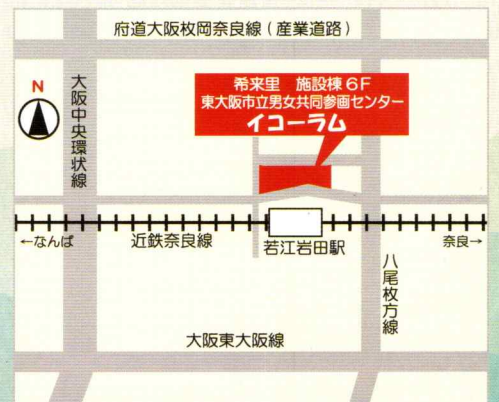 府道大阪枚岡奈良線(産業道路)
N
大阪中央環状線
希来里 施設棟6F
東大阪市立男女共同参画センター
イコーラム
←なんば
近鉄奈良線
若江岩田駅
奈良→
八尾枚方線
大阪東大阪線